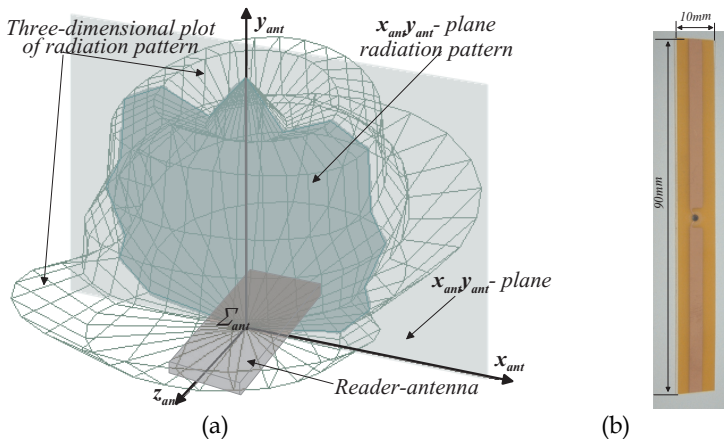 Three-dimensional plot
of radiation pattern
y_ant
x_ant y_ant - plane
radiation pattern
x_ant y_ant - plane
Σ_ant
x_ant
z_ant
Reader-antenna
(a)
10mm
90mm
(b)